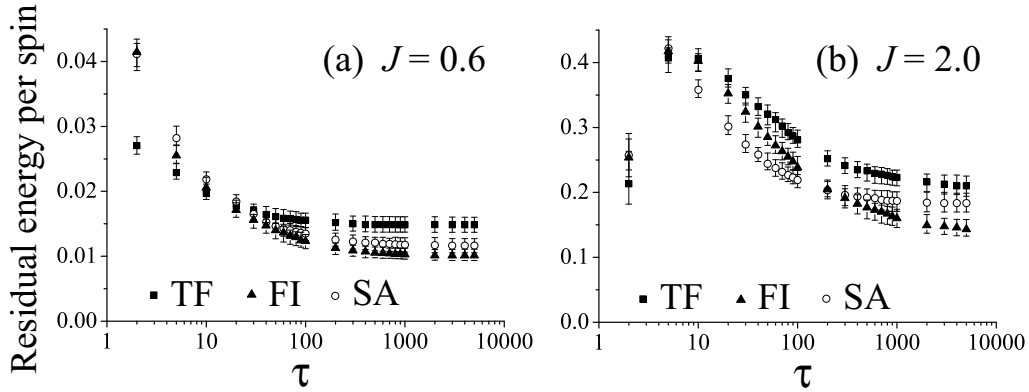 Residual energy per spin
0.04
0.03
0.02
0.01
0.00
(a) J = 0.6
TF FI SA
1 10 100 1000 10000
τ
0.4
0.3
0.2
0.1
0.0
(b) J = 2.0
TF FI SA
1 10 100 1000 10000
τ